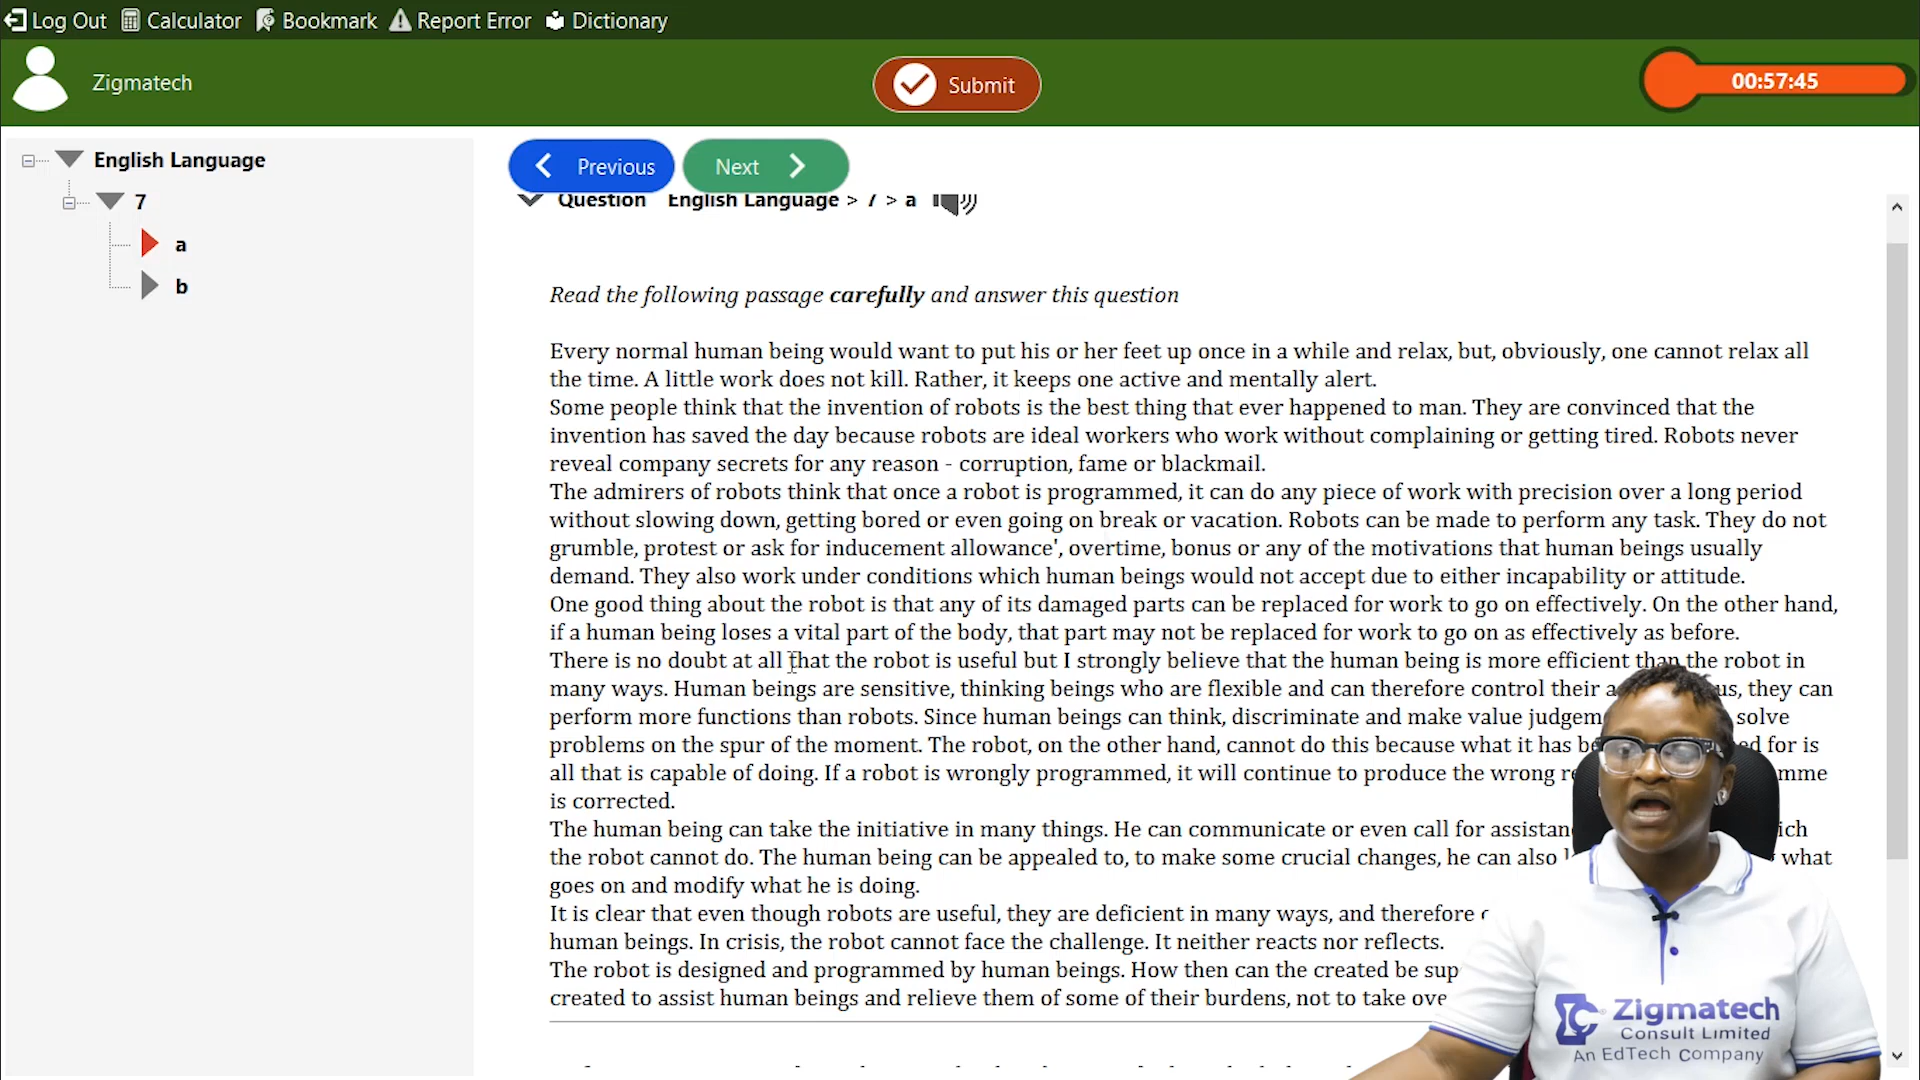 Log Out Calculator Bookmark Report Error Dictionary
Zigmatech
Submit
00:57:45
English Language
7
a
b
Previous Next
Question English Language > 7 > a
Read the following passage carefully and answer this question
Every normal human being would want to put his or her feet up once in a while and relax, but, obviously, one cannot relax all
the time. A little work does not kill. Rather, it keeps one active and mentally alert.
Some people think that the invention of robots is the best thing that ever happened to man. They are convinced that the
invention has saved the day because robots are ideal workers who work without complaining or getting tired. Robots never
reveal company secrets for any reason - corruption, fame or blackmail.
The admirers of robots think that once a robot is programmed, it can do any piece of work with precision over a long period
without slowing down, getting bored or even going on break or vacation. Robots can be made to perform any task. They do not
grumble, protest or ask for inducement allowance', overtime, bonus or any of the motivations that human beings usually
demand. They also work under conditions which human beings would not accept due to either incapability or attitude.
One good thing about the robot is that any of its damaged parts can be replaced for work to go on effectively. On the other hand,
if a human being loses a vital part of the body, that part may not be replaced for work to go on as effectively as before.
There is no doubt at all that the robot is useful but I strongly believe that the human being is more efficient than the robot in
many ways. Human beings are sensitive, thinking beings who are flexible and can therefore control their they can
perform more functions than robots. Since human beings can think, discriminate and make value solve
problems on the spur of the moment. The robot, on the other hand, cannot do this because what it has for is
all that is capable of doing. If a robot is wrongly programmed, it will continue to produce the wrong
is corrected.
The human being can take the initiative in many things. He can communicate or even call for
the robot cannot do. The human being can be appealed to, to make some crucial changes, he can also what
goes on and modify what he is doing.
It is clear that even though robots are useful, they are deficient in many ways, and therefore
human beings. In crisis, the robot cannot face the challenge. It neither reacts nor reflects.
The robot is designed and programmed by human beings. How then can the created be
created to assist human beings and relieve them of some of their burdens, not to take
Zigmatech
Consult Limited
An EdTech Company